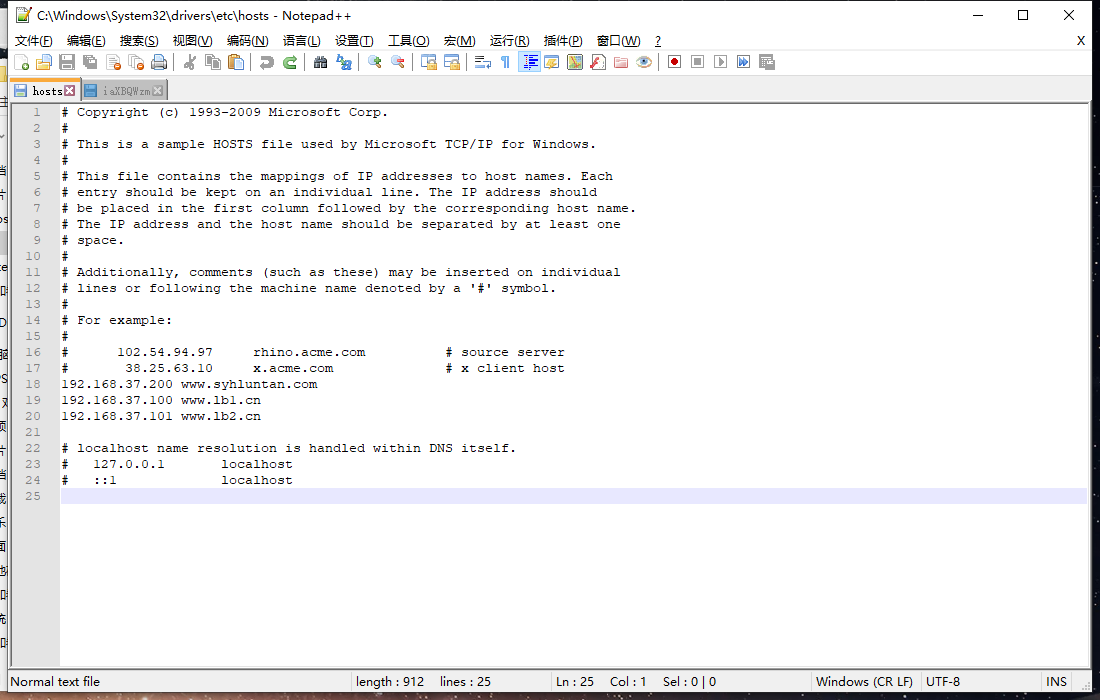 C:\Windows\System32\drivers\etc\hosts - Notepad++
文件(F) 编辑(E) 搜索(S) 视图(V) 编码(N) 语言(L) 设置(T) 工具(O) 宏(M) 运行(R) 插件(P) 窗口(W) ? X
hosts iaXBQWzm
1 # Copyright (c) 1993-2009 Microsoft Corp.
2 #
3 # This is a sample HOSTS file used by Microsoft TCP/IP for Windows.
4 #
5 # This file contains the mappings of IP addresses to host names. Each
6 # entry should be kept on an individual line. The IP address should
7 # be placed in the first column followed by the corresponding host name.
8 # The IP address and the host name should be separated by at least one
9 # space.
10 #
11 # Additionally, comments (such as these) may be inserted on individual
12 # lines or following the machine name denoted by a '#' symbol.
13 #
14 # For example:
15 #
16 #      102.54.94.97     rhino.acme.com          # source server
17 #       38.25.63.10     x.acme.com              # x client host
18 192.168.37.200 www.syhluntan.com
19 192.168.37.100 www.lb1.cn
20 192.168.37.101 www.lb2.cn
21
22 # localhost name resolution is handled within DNS itself.
23 #   127.0.0.1       localhost
24 #   ::1             localhost
25
Normal text file length : 912 lines : 25 Ln : 25 Col : 1 Sel : 0 | 0 Windows (CR LF) UTF-8 INS